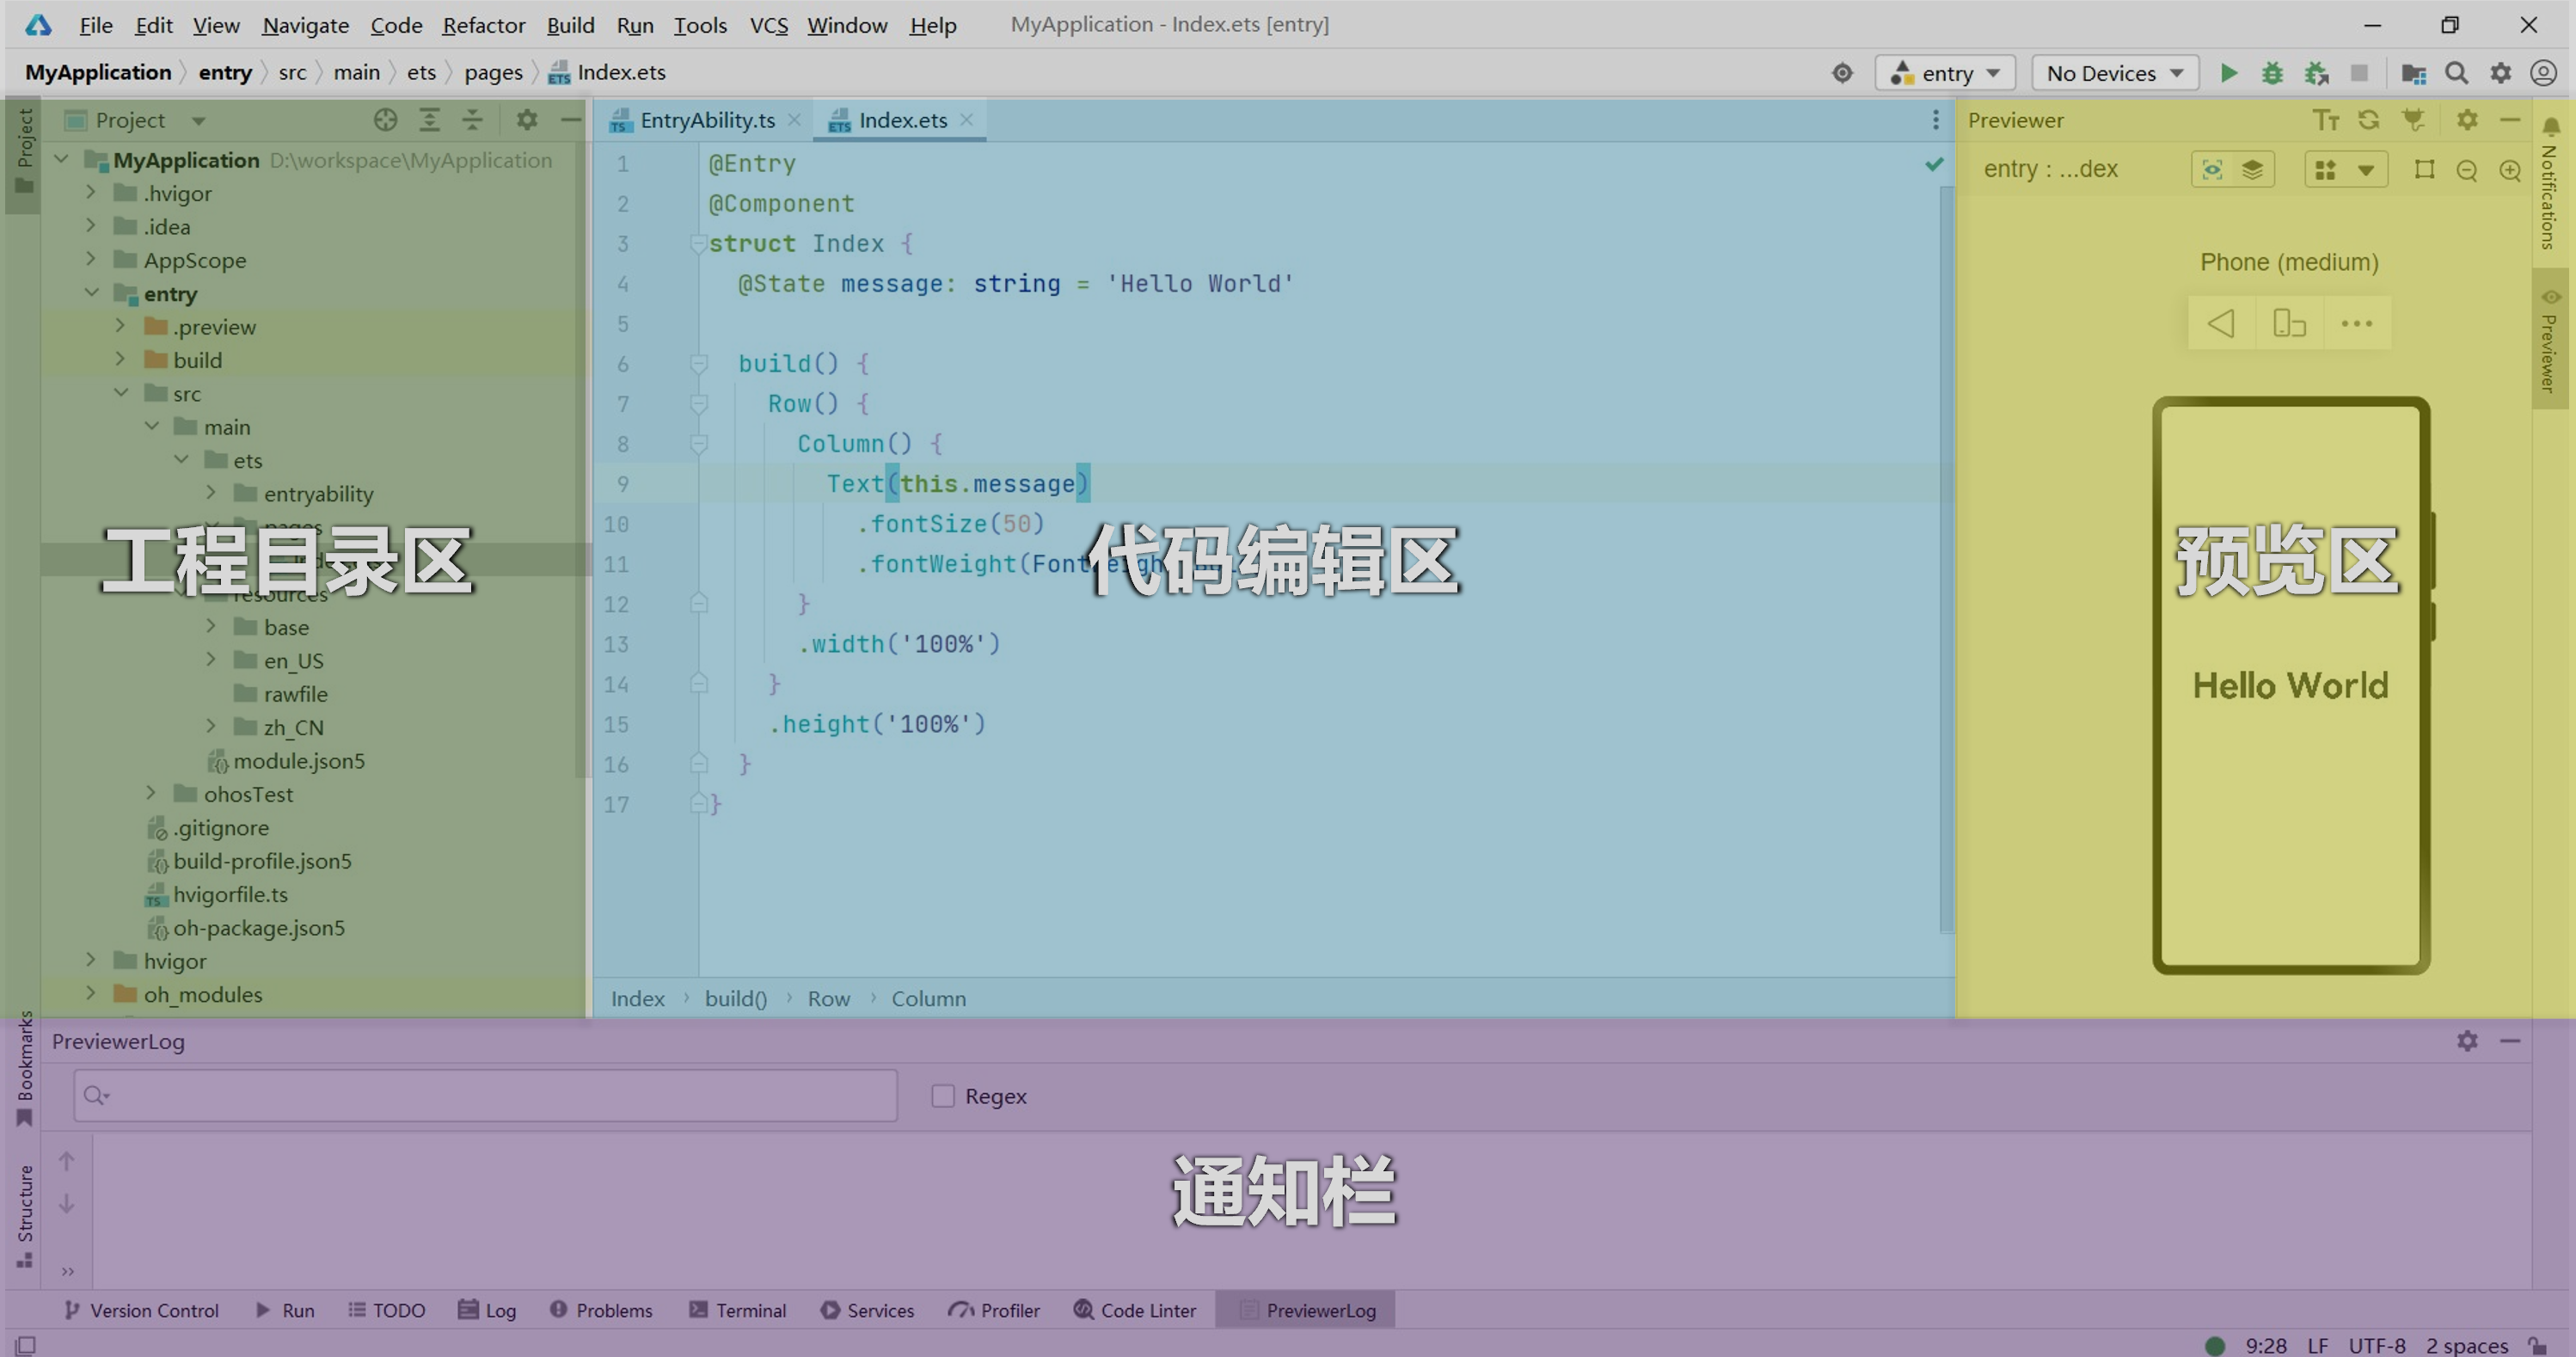 File Edit View Navigate Code Refactor Build Run Tools VCS Window Help MyApplication - Index.ets [entry]
MyApplication entry src main ets pages Index.ets entry No Devices
Project
Project
MyApplication D:\workspace\MyApplication
.hvigor
.idea
AppScope
entry
.preview
build
src
main
ets
entryability
pages
resources
base
en_US
rawfile
zh_CN
module.json5
ohosTest
.gitignore
build-profile.json5
hvigorfile.ts
oh-package.json5
hvigor
oh_modules
工程目录区
EntryAbility.ts Index.ets
1 @Entry
2 @Component
3 struct Index {
4 @State message: string = 'Hello World'
5
6 build() {
7 Row() {
8 Column() {
9 Text(this.message)
10 .fontSize(50)
11 .fontWeight(
12 }
13 .width('100%')
14 }
15 .height('100%')
16 }
17 }
代码编辑区
Index build() Row Column
Previewer
entry : ...dex
Phone (medium)
预览区
Hello World
Notifications
Previewer
Bookmarks
Structure
PreviewerLog
Regex
通知栏
Version Control Run TODO Log Problems Terminal Services Profiler Code Linter PreviewerLog
9:28 LF UTF-8 2 spaces